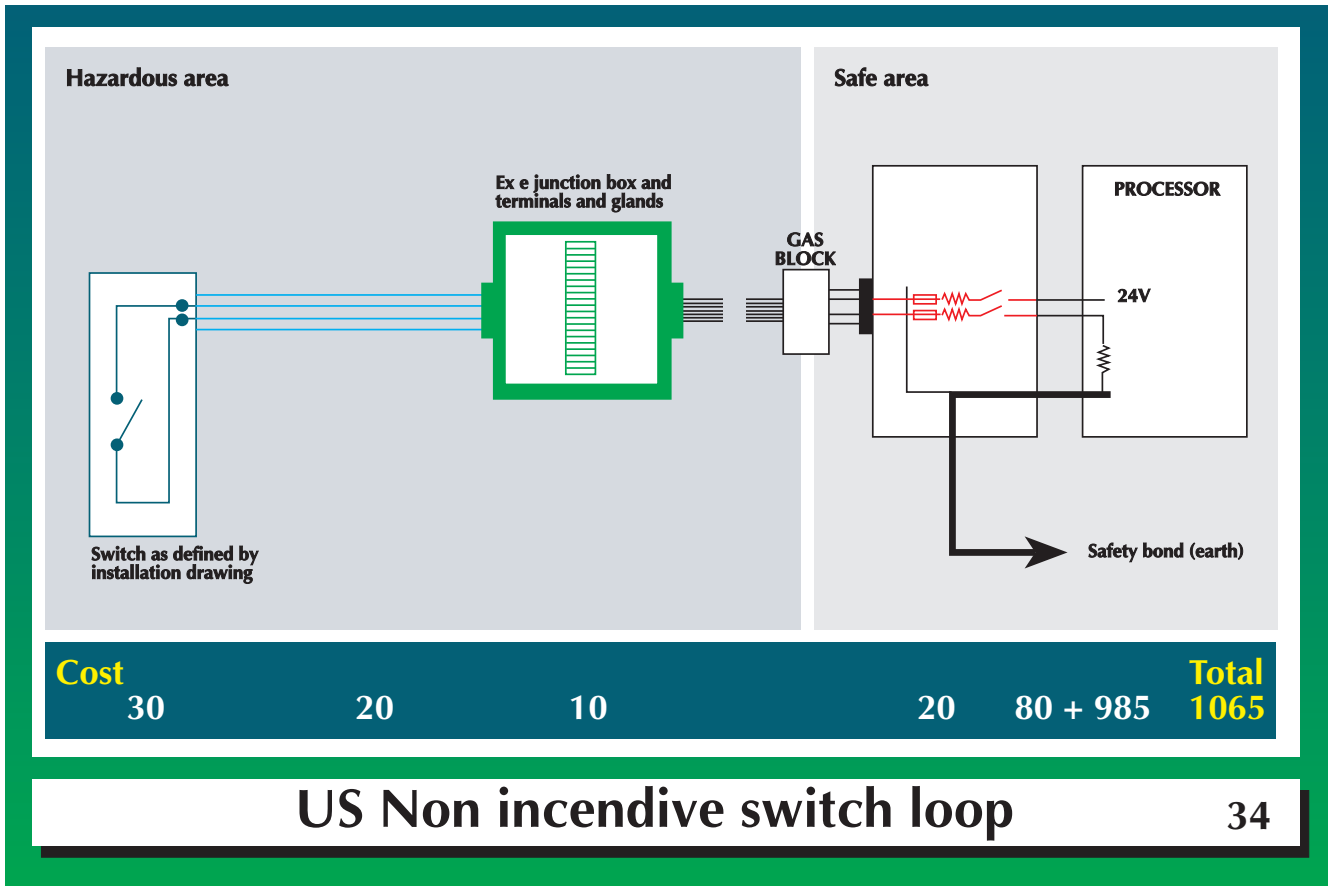 Hazardous area
Safe area
Ex e junction box and
terminals and glands
GAS
BLOCK
PROCESSOR
24V
Switch as defined by
installation drawing
Safety bond (earth)
Cost
Total
30 20 10 20 80 + 985 1065
US Non incendive switch loop 34